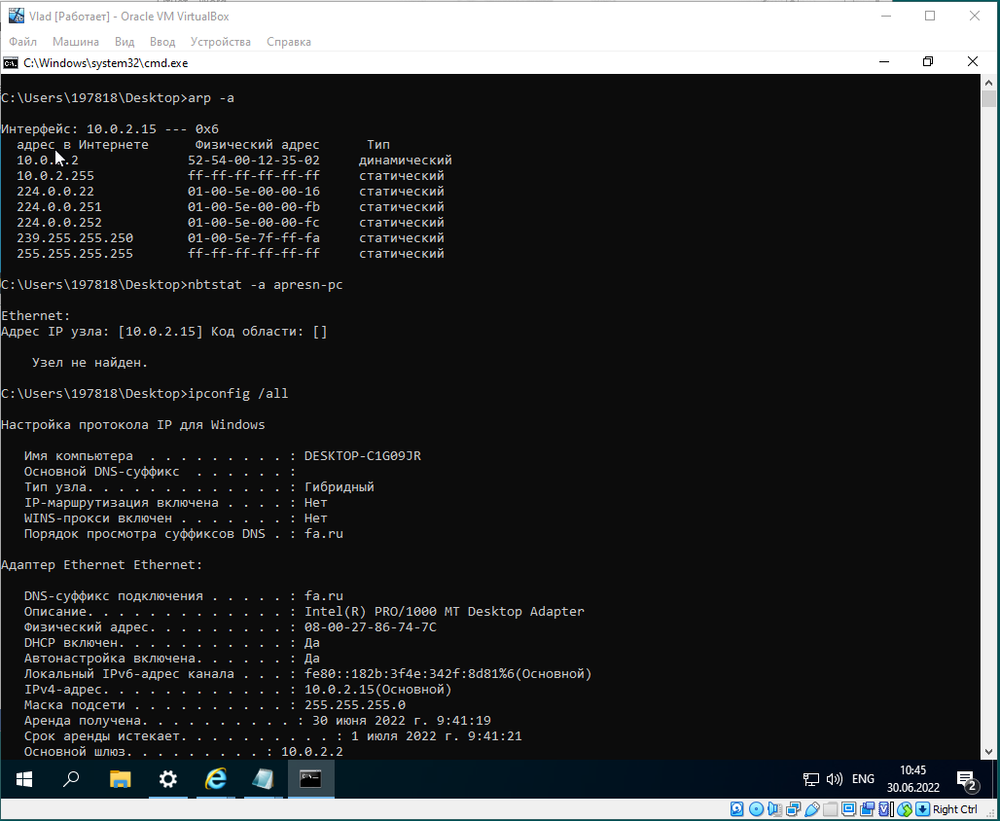 Vlad [Работает] - Oracle VM VirtualBox
Файл Машина Вид Ввод Устройства Справка
C:\Windows\system32\cmd.exe
C:\Users\197818\Desktop>arp -a
Интерфейс: 10.0.2.15 --- 0x6
адрес в Интернете Физический адрес Тип
10.0.2.2 52-54-00-12-35-02 динамический
10.0.2.255 ff-ff-ff-ff-ff-ff статический
224.0.0.22 01-00-5e-00-00-16 статический
224.0.0.251 01-00-5e-00-00-fb статический
224.0.0.252 01-00-5e-00-00-fc статический
239.255.255.250 01-00-5e-7f-ff-fa статический
255.255.255.255 ff-ff-ff-ff-ff-ff статический
C:\Users\197818\Desktop>nbtstat -a apresn-pc
Ethernet:
Адрес IP узла: [10.0.2.15] Код области: []
Узел не найден.
C:\Users\197818\Desktop>ipconfig /all
Настройка протокола IP для Windows
Имя компьютера . . . . . . . . . : DESKTOP-C1G09JR
Основной DNS-суффикс . . . . . . :
Тип узла. . . . . . . . . . . . . : Гибридный
IP-маршрутизация включена . . . . : Нет
WINS-прокси включен . . . . . . . : Нет
Порядок просмотра суффиксов DNS . : fa.ru
Адаптер Ethernet Ethernet:
DNS-суффикс подключения . . . . . : fa.ru
Описание. . . . . . . . . . . . . : Intel(R) PRO/1000 MT Desktop Adapter
Физический адрес. . . . . . . . . : 08-00-27-86-74-7C
DHCP включен. . . . . . . . . . . : Да
Автонастройка включена. . . . . . : Да
Локальный IPv6-адрес канала . . . : fe80::182b:3f4e:342f:8d81%6(Основной)
IPv4-адрес. . . . . . . . . . . . : 10.0.2.15(Основной)
Маска подсети . . . . . . . . . . : 255.255.255.0
Аренда получена. . . . . . . . . . : 30 июня 2022 г. 9:41:19
Срок аренды истекает. . . . . . . . . . : 1 июля 2022 г. 9:41:21
Основной шлюз. . . . . . . . . : 10.0.2.2
ENG
10:45
30.06.2022
2
Right Ctrl